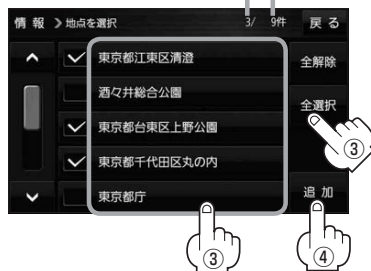 情報 ＞地点を選択 3/ 9件 戻る
東京都江東区清澄
全解除
酒々井総合公園
全選択
東京都台東区上野公園
③
東京都千代田区丸の内
東京都庁
追加
③
④